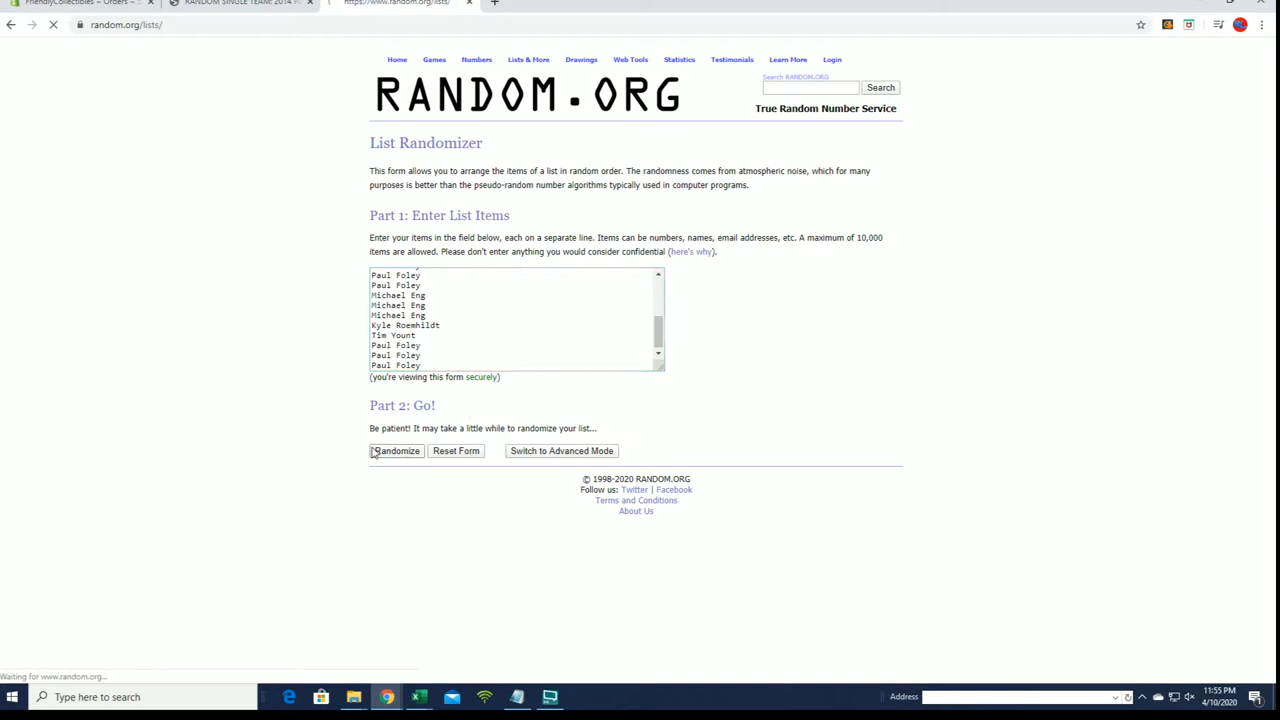 FriendlyCollectibles ~ Orders ~ S
RANDOM SINGLE TEAM! 2014 P
https://www.random.org/lists/
random.org/lists/
Home Games Numbers Lists & More Drawings Web Tools Statistics Testimonials Learn More Login
RANDOM.ORG
Search RANDOM.ORG
Search
True Random Number Service
List Randomizer
This form allows you to arrange the items of a list in random order. The randomness comes from atmospheric noise, which for many
purposes is better than the pseudo-random number algorithms typically used in computer programs.
Part 1: Enter List Items
Enter your items in the field below, each on a separate line. Items can be numbers, names, email addresses, etc. A maximum of 10,000
items are allowed. Please don't enter anything you would consider confidential (here's why).
Paul Foley
Paul Foley
Michael Eng
Michael Eng
Michael Eng
Kyle Roemhildt
Tim Yount
Paul Foley
Paul Foley
Paul Foley
(you're viewing this form securely)
Part 2: Go!
Be patient! It may take a little while to randomize your list...
Randomize Reset Form Switch to Advanced Mode
© 1998-2020 RANDOM.ORG
Follow us: Twitter | Facebook
Terms and Conditions
About Us
Waiting for www.random.org...
Type here to search
Address
11:55 PM
4/10/2020